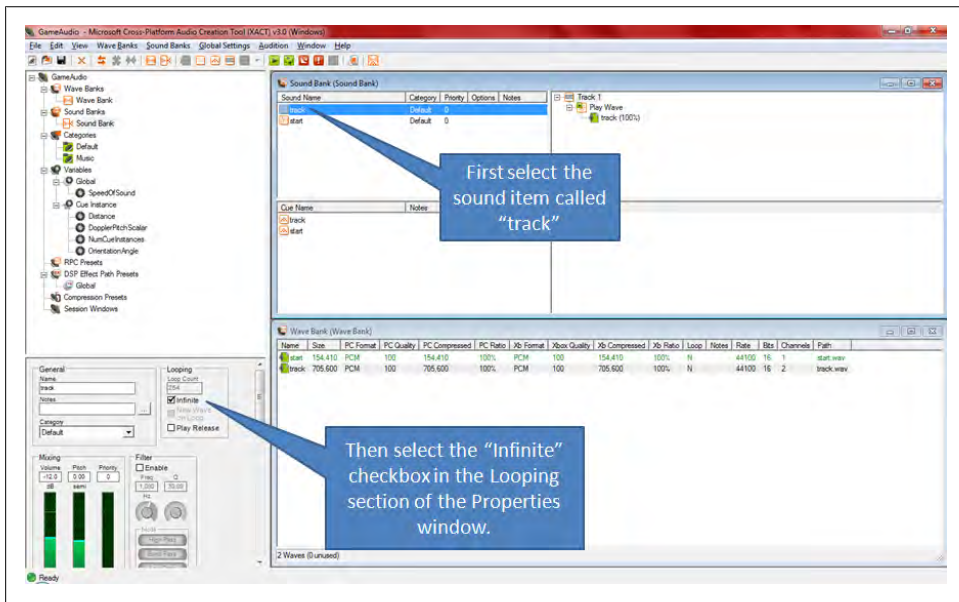 GameAudio - Microsoft Cross-Platform Audio Creation Tool (XACT) v3.0 (Windows)
File Edit View Wave Banks Sound Banks Global Settings Audition Window Help
GameAudio
Wave Banks
Wave Bank
Sound Banks
Sound Bank
Categories
Default
Music
Variables
Global
SpeedOfSound
Cue Instance
Distance
DopplerPitchScalar
NumCueInstances
OrientationAngle
RPC Presets
DSP Effect Path Presets
Global
Compression Presets
Session Windows
Sound Bank (Sound Bank)
Sound Name Category Priority Options Notes
track Default 0
start Default 0
Track 1
Play Wave
track (100%)
First select the
sound item called
“track”
Cue Name Notes
track
start
Wave Bank (Wave Bank)
Name Size PC Format PC Quality PC Compressed PC Ratio Xb Format Xbox Quality Xb Compressed Xb Ratio Loop Notes Rate Bits Channels Path
start 154,410 PCM 100 154,410 100% PCM 100 154,410 100% N 44100 16 1 start.wav
track 705,600 PCM 100 705,600 100% PCM 100 705,600 100% N 44100 16 2 track.wav
General
Name
track
Notes
...
Category
Default
Looping
Loop Count
254
Infinite
New Wave
on Loop
Play Release
Then select the “Infinite”
checkbox in the Looping
section of the Properties
window.
Mixing
Volume Pitch Priority
-12.0 0.00 0
dB semi
Filter
Enable
Freq Q
Hz
2 Waves (0 unused)
Ready